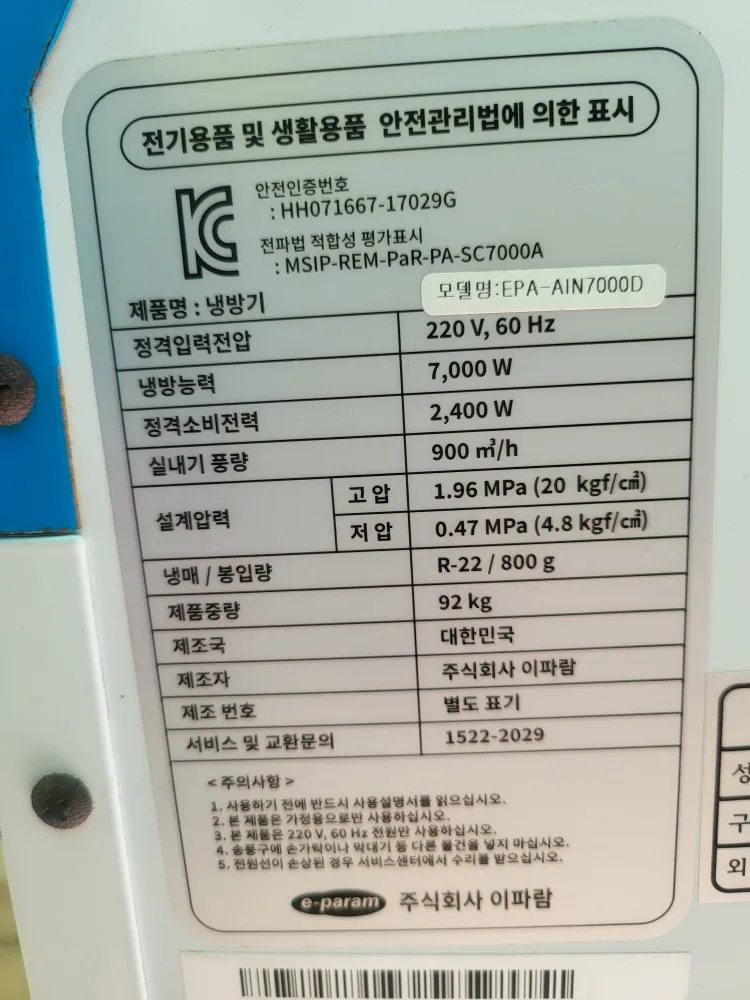 전기용품 및 생활용품 안전관리법에 의한 표시
안전인증번호
: HH071667-17029G
전파법 적합성 평가표시
: MSIP-REM-PaR-PA-SC7000A
모델명:EPA-AIN7000D
제품명 : 냉방기
정격입력전압 220 V, 60 Hz
냉방능력 7,000 W
정격소비전력 2,400 W
실내기 풍량 900 ㎥/h
설계압력 고 압 1.96 MPa (20 kgf/㎠)
저 압 0.47 MPa (4.8 kgf/㎠)
냉매 / 봉입량 R-22 / 800 g
제품중량 92 kg
제조국 대한민국
제조자 주식회사 이파람
제조 번호 별도 표기
서비스 및 교환문의 1522-2029
< 주의사항 >
1. 사용하기 전에 반드시 사용설명서를 읽으십시오.
2. 본 제품은 가정용으로만 사용하십시오.
3. 본 제품은 220 V, 60 Hz 전원만 사용하십시오.
4. 송풍구에 손가락이나 막대기 등 다른 물건을 넣지 마십시오.
5. 전원선이 손상된 경우 서비스센터에서 수리를 받으십시오.
e-param 주식회사 이파람
성
구
외